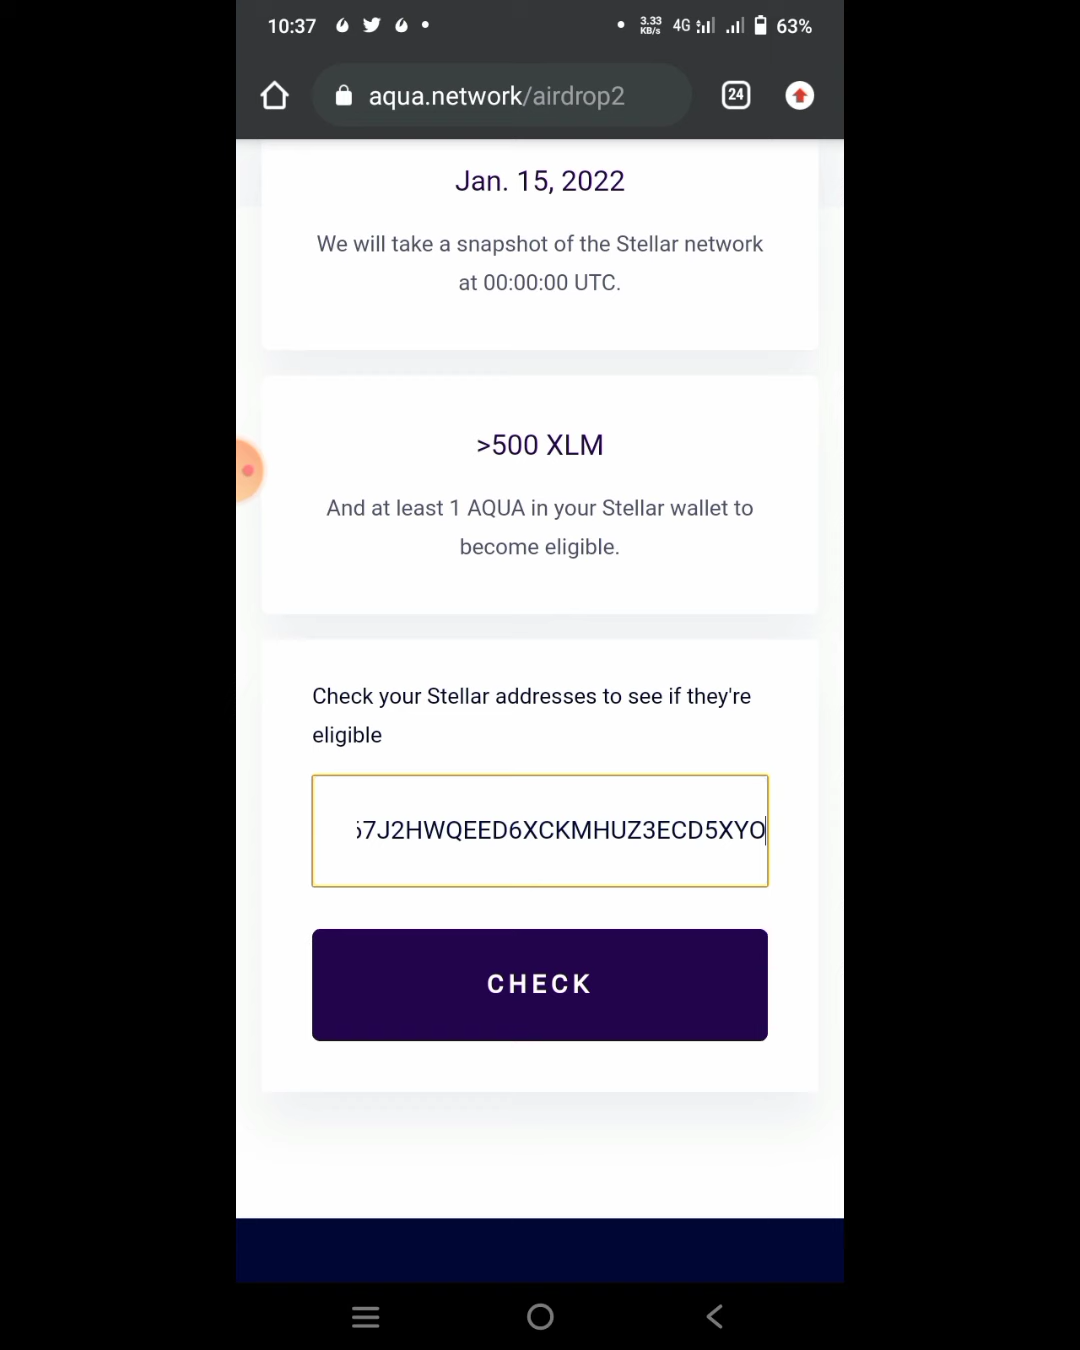 10:37
3.33
KB/s
4G
63%
aqua.network/airdrop2
24
Jan. 15, 2022
We will take a snapshot of the Stellar network
at 00:00:00 UTC.
>500 XLM
And at least 1 AQUA in your Stellar wallet to
become eligible.
Check your Stellar addresses to see if they're
eligible
67J2HWQEED6XCKMHUZ3ECD5XYO
CHECK